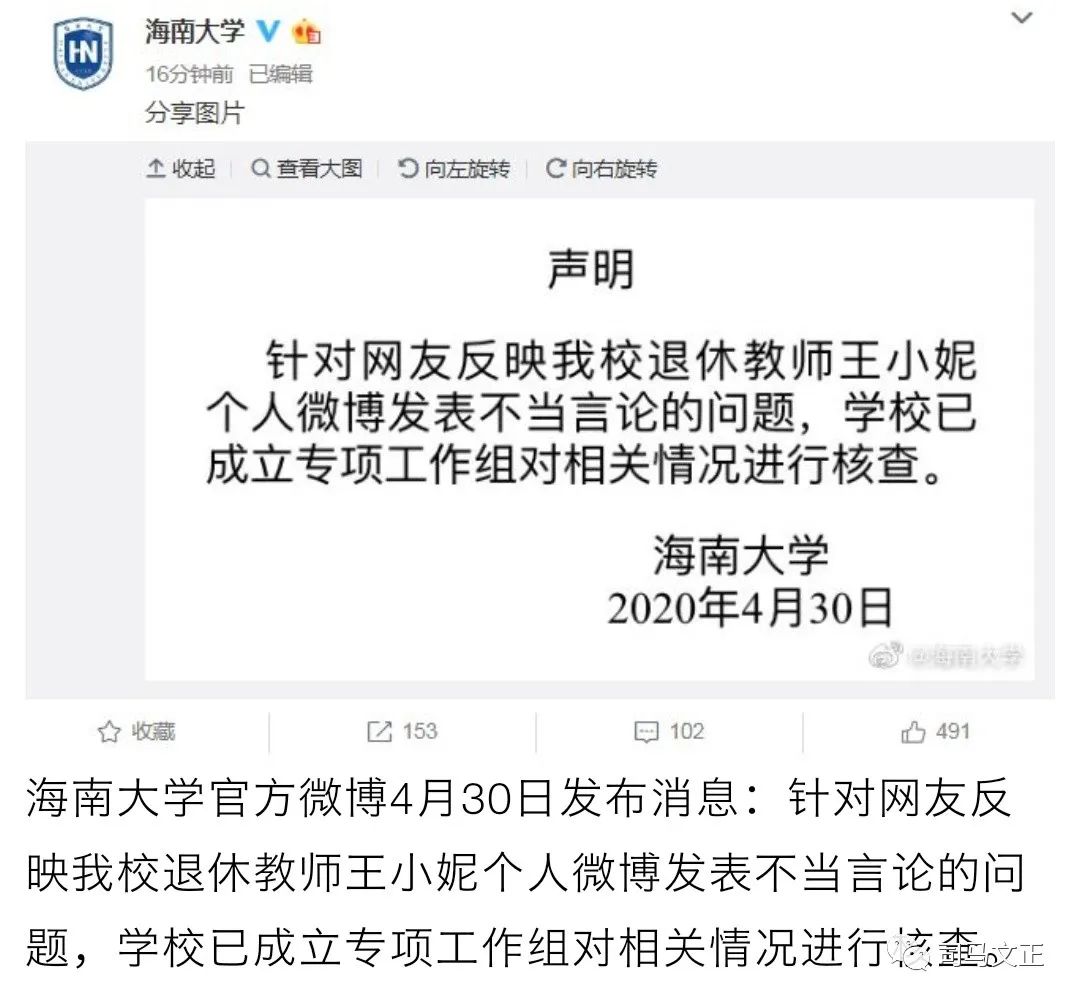 海南大学
16分钟前 已编辑
分享图片
收起 查看大图 向左旋转 向右旋转
声明
针对网友反映我校退休教师王小妮
个人微博发表不当言论的问题，学校已
成立专项工作组对相关情况进行核查。
海南大学
2020年4月30日
@海南大学
收藏 153 102 491
海南大学官方微博4月30日发布消息：针对网友反
映我校退休教师王小妮个人微博发表不当言论的问
题，学校已成立专项工作组对相关情况进行核查。
司马文正
HN